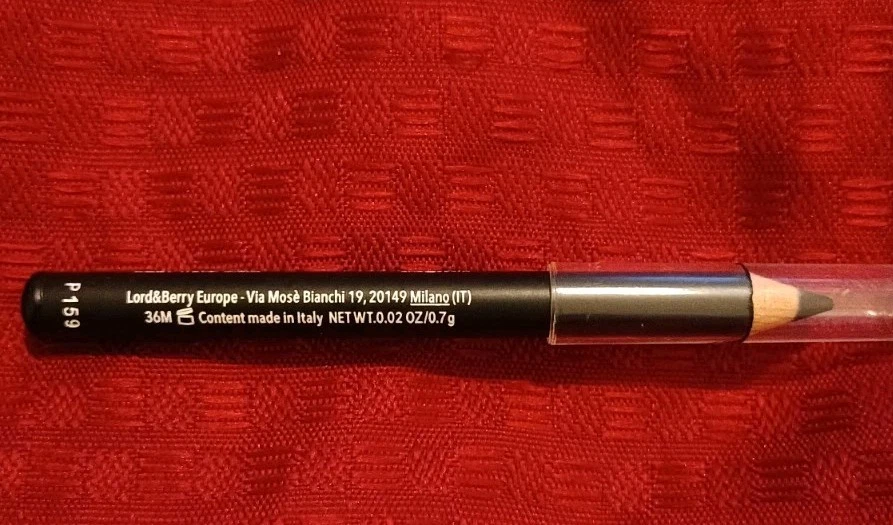 P159
Lord&Berry Europe - Via Mosè Bianchi 19, 20149 Milano (IT)
36M Content made in Italy NET WT.0.02 OZ/0.7g